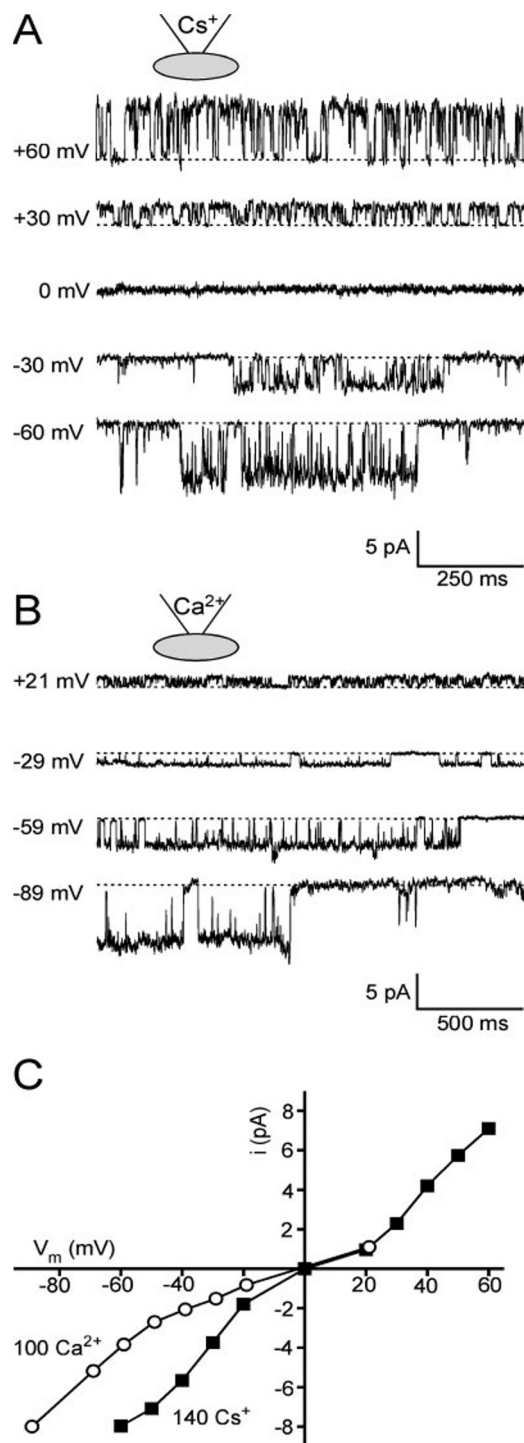 A
Cs+
+60 mV
+30 mV
0 mV
-30 mV
-60 mV
5 pA
250 ms
B
Ca2+
+21 mV
-29 mV
-59 mV
-89 mV
5 pA
500 ms
C
i (pA)
8
6
4
2
Vm (mV)
-80 -60 -40 -20 20 40 60
-2
-4
-6
-8
100 Ca2+
140 Cs+